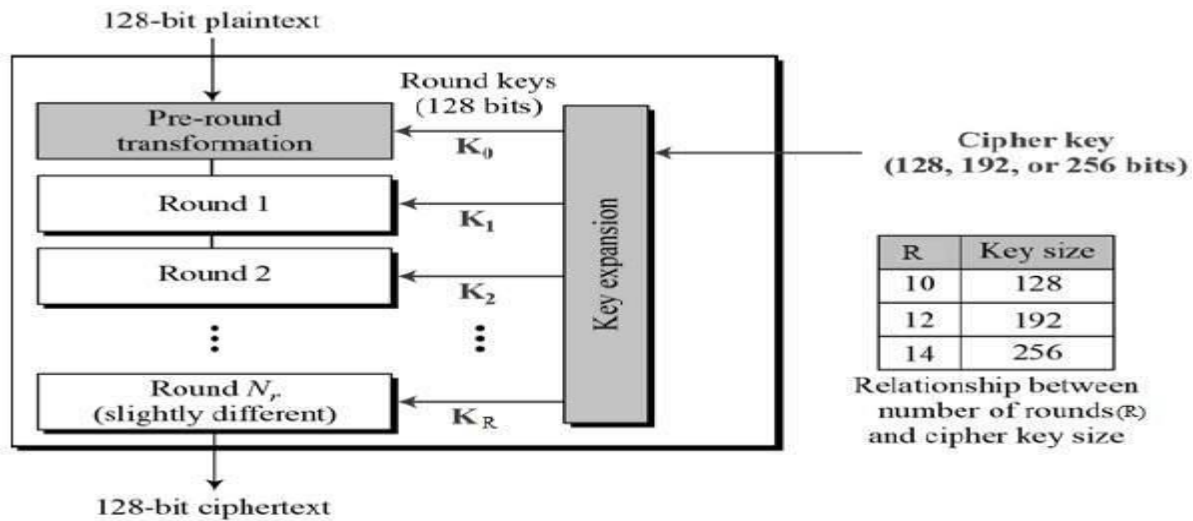 128-bit plaintext
Round keys
(128 bits)
Pre-round
transformation
K₀
Cipher key
(128, 192, or 256 bits)
Round 1
K₁
Round 2
K₂
Key expansion
R Key size
10 128
12 192
14 256
Relationship between
number of rounds(R)
and cipher key size
Round Nᵣ
(slightly different)
K R
128-bit ciphertext